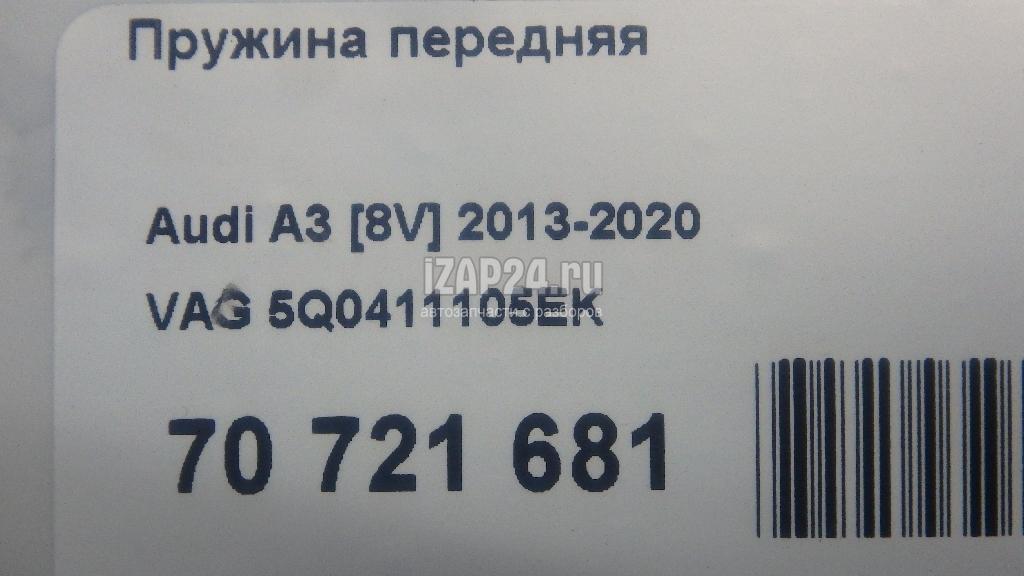 Пружина передняя
Audi A3 [8V] 2013-2020
iZAP24.ru
VAG 5Q0411105EK
автозапчасти с разборов
70 721 681